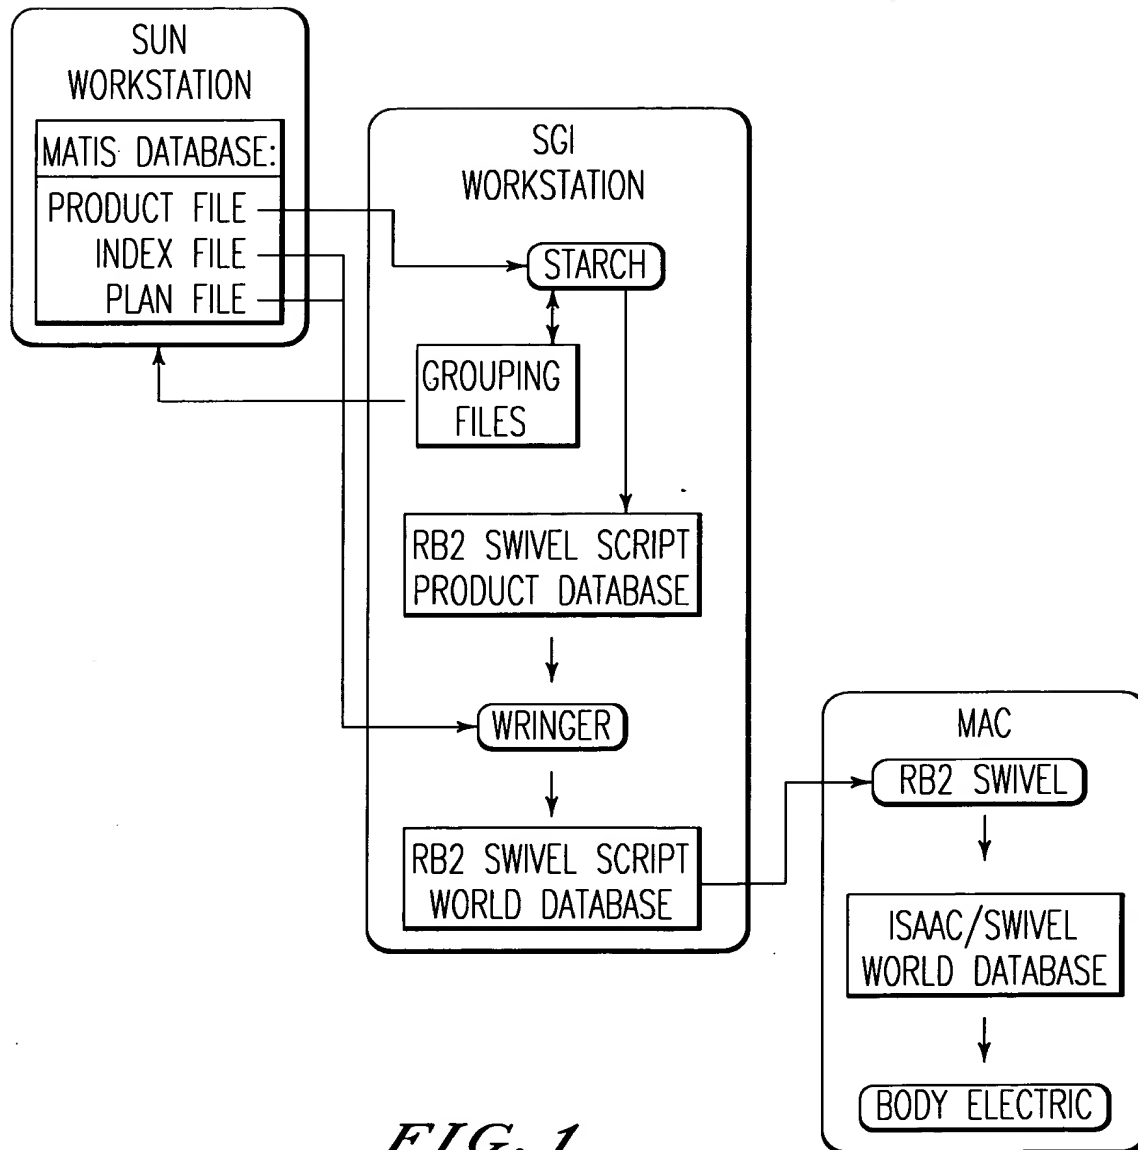 SUN
WORKSTATION
MATIS DATABASE:
PRODUCT FILE
INDEX FILE
PLAN FILE
SGI
WORKSTATION
STARCH
GROUPING
FILES
RB2 SWIVEL SCRIPT
PRODUCT DATABASE
WRINGER
RB2 SWIVEL SCRIPT
WORLD DATABASE
MAC
RB2 SWIVEL
ISAAC/SWIVEL
WORLD DATABASE
BODY ELECTRIC
FIG. 1